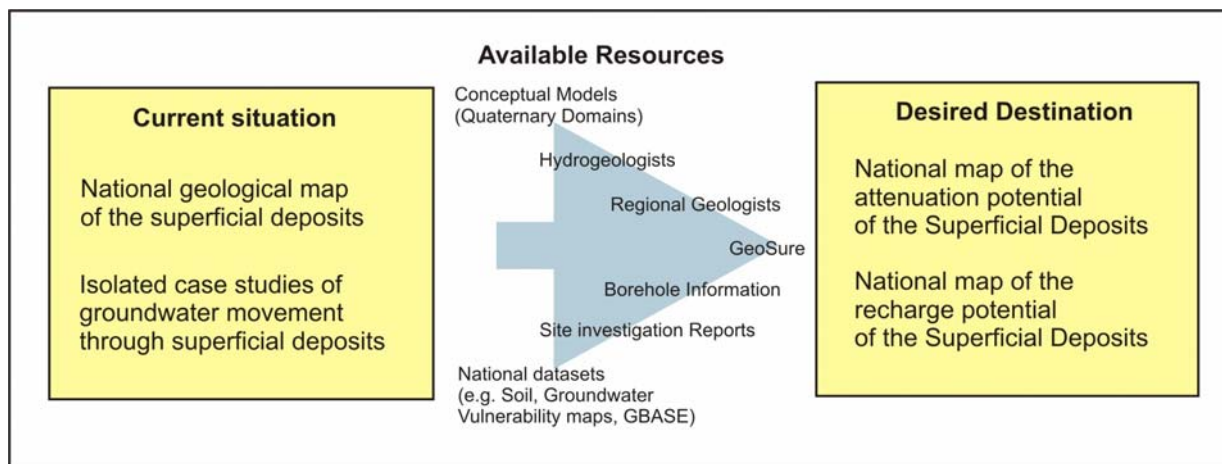 Available Resources
Current situation
National geological map
of the superficial deposits
Isolated case studies of
groundwater movement
through superficial deposits
Conceptual Models
(Quaternary Domains)
Hydrogeologists
Regional Geologists
GeoSure
Borehole Information
Site investigation Reports
National datasets
(e.g. Soil, Groundwater
Vulnerability maps, GBASE)
Desired Destination
National map of the
attenuation potential
of the Superficial Deposits
National map of the
recharge potential
of the Superficial Deposits